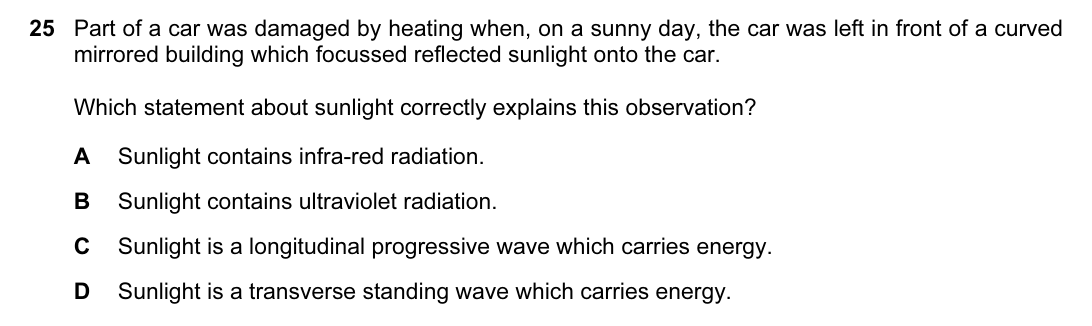 25 Part of a car was damaged by heating when, on a sunny day, the car was left in front of a curved
mirrored building which focussed reflected sunlight onto the car.
Which statement about sunlight correctly explains this observation?
A Sunlight contains infra-red radiation.
B Sunlight contains ultraviolet radiation.
C Sunlight is a longitudinal progressive wave which carries energy.
D Sunlight is a transverse standing wave which carries energy.